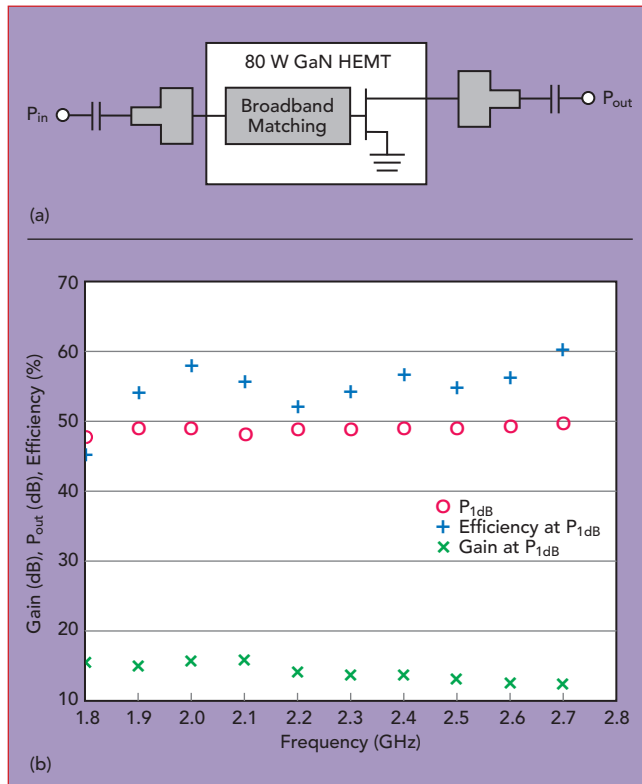 80 W GaN HEMT
Broadband
Matching
Pin
Pout
(a)
Gain (dB), Pout (dB), Efficiency (%)
70
60
50
40
30
20
10
P1dB
Efficiency at P1dB
Gain at P1dB
1.8 1.9 2.0 2.1 2.2 2.3 2.4 2.5 2.6 2.7 2.8
Frequency (GHz)
(b)